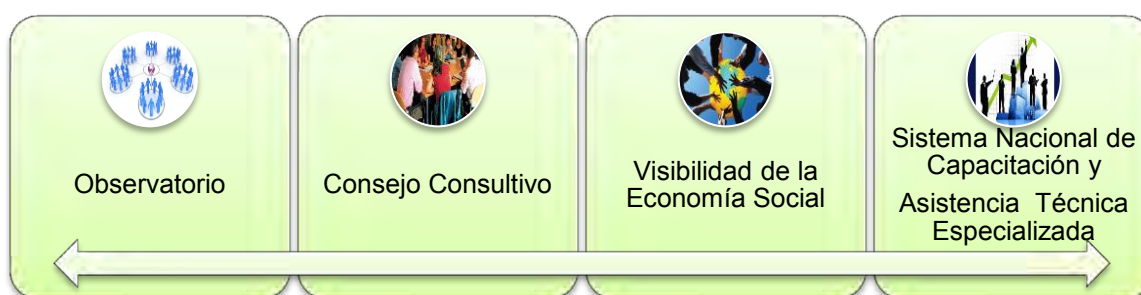 Observatorio
Consejo Consultivo
Visibilidad de la
Economía Social
Sistema Nacional de
Capacitación y
Asistencia Técnica
Especializada